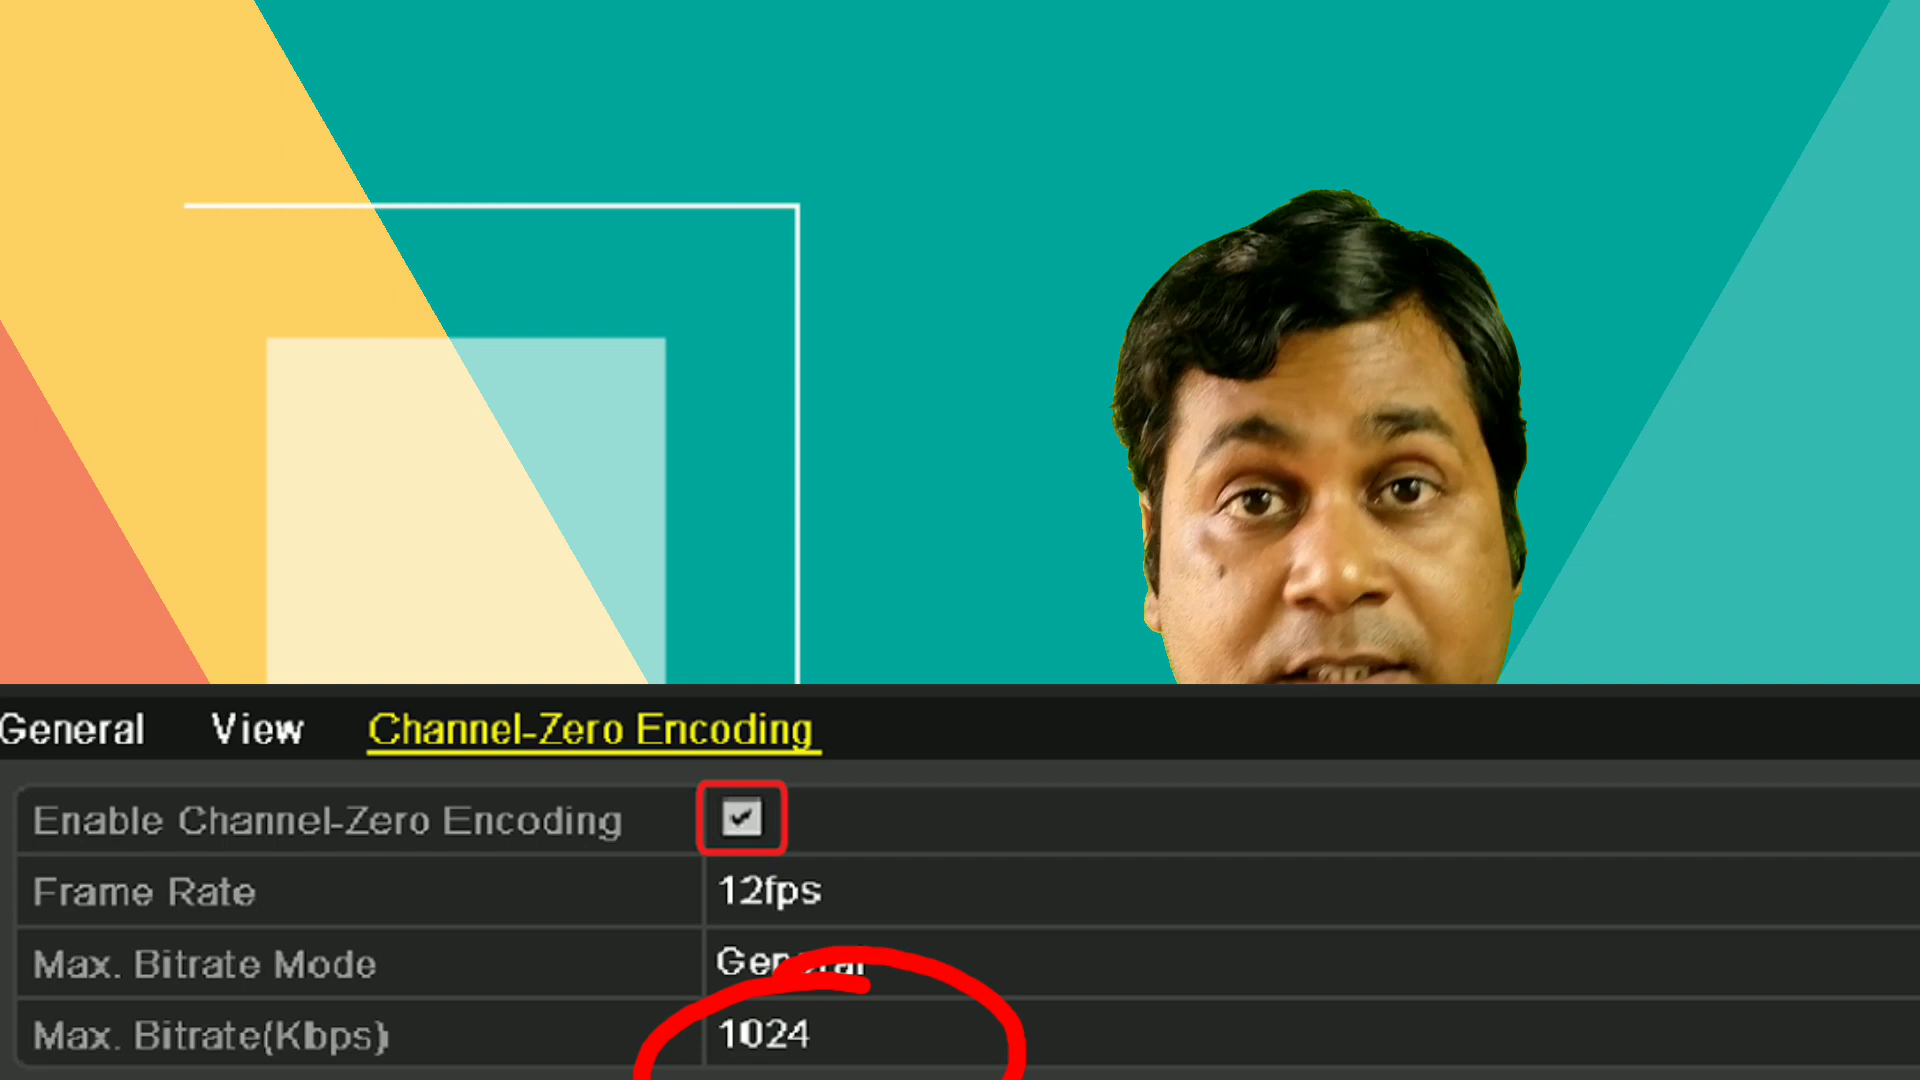 General View Channel-Zero Encoding
Enable Channel-Zero Encoding
Frame Rate 12fps
Max. Bitrate Mode General
Max. Bitrate(Kbps) 1024